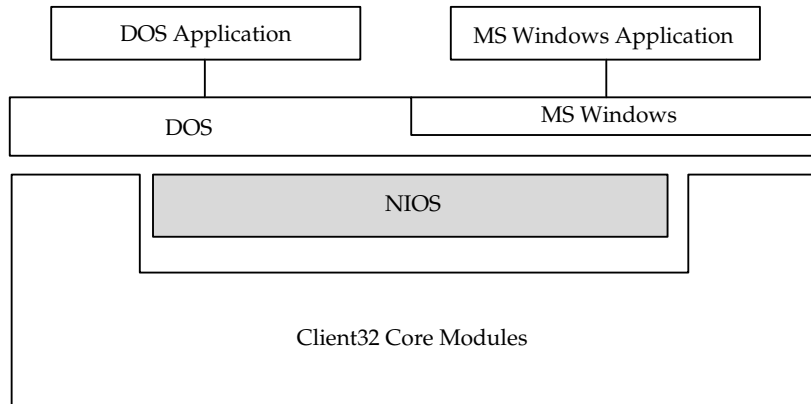 DOS Application
MS Windows Application
DOS
MS Windows
NIOS
Client32 Core Modules